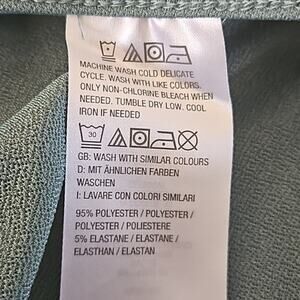 MACHINE WASH COLD DELICATE
CYCLE. WASH WITH LIKE COLORS.
ONLY NON-CHLORINE BLEACH WHEN
NEEDED. TUMBLE DRY LOW. COOL
IRON IF NEEDED
30
GB: WASH WITH SIMILAR COLOURS
D: MIT ÄHNLICHEN FARBEN
WASCHEN
I: LAVARE CON COLORI SIMILARI
95% POLYESTER / POLYESTER /
POLYESTER / POLIESTERE
5% ELASTANE / ELASTANE /
ELASTHAN / ELASTAN